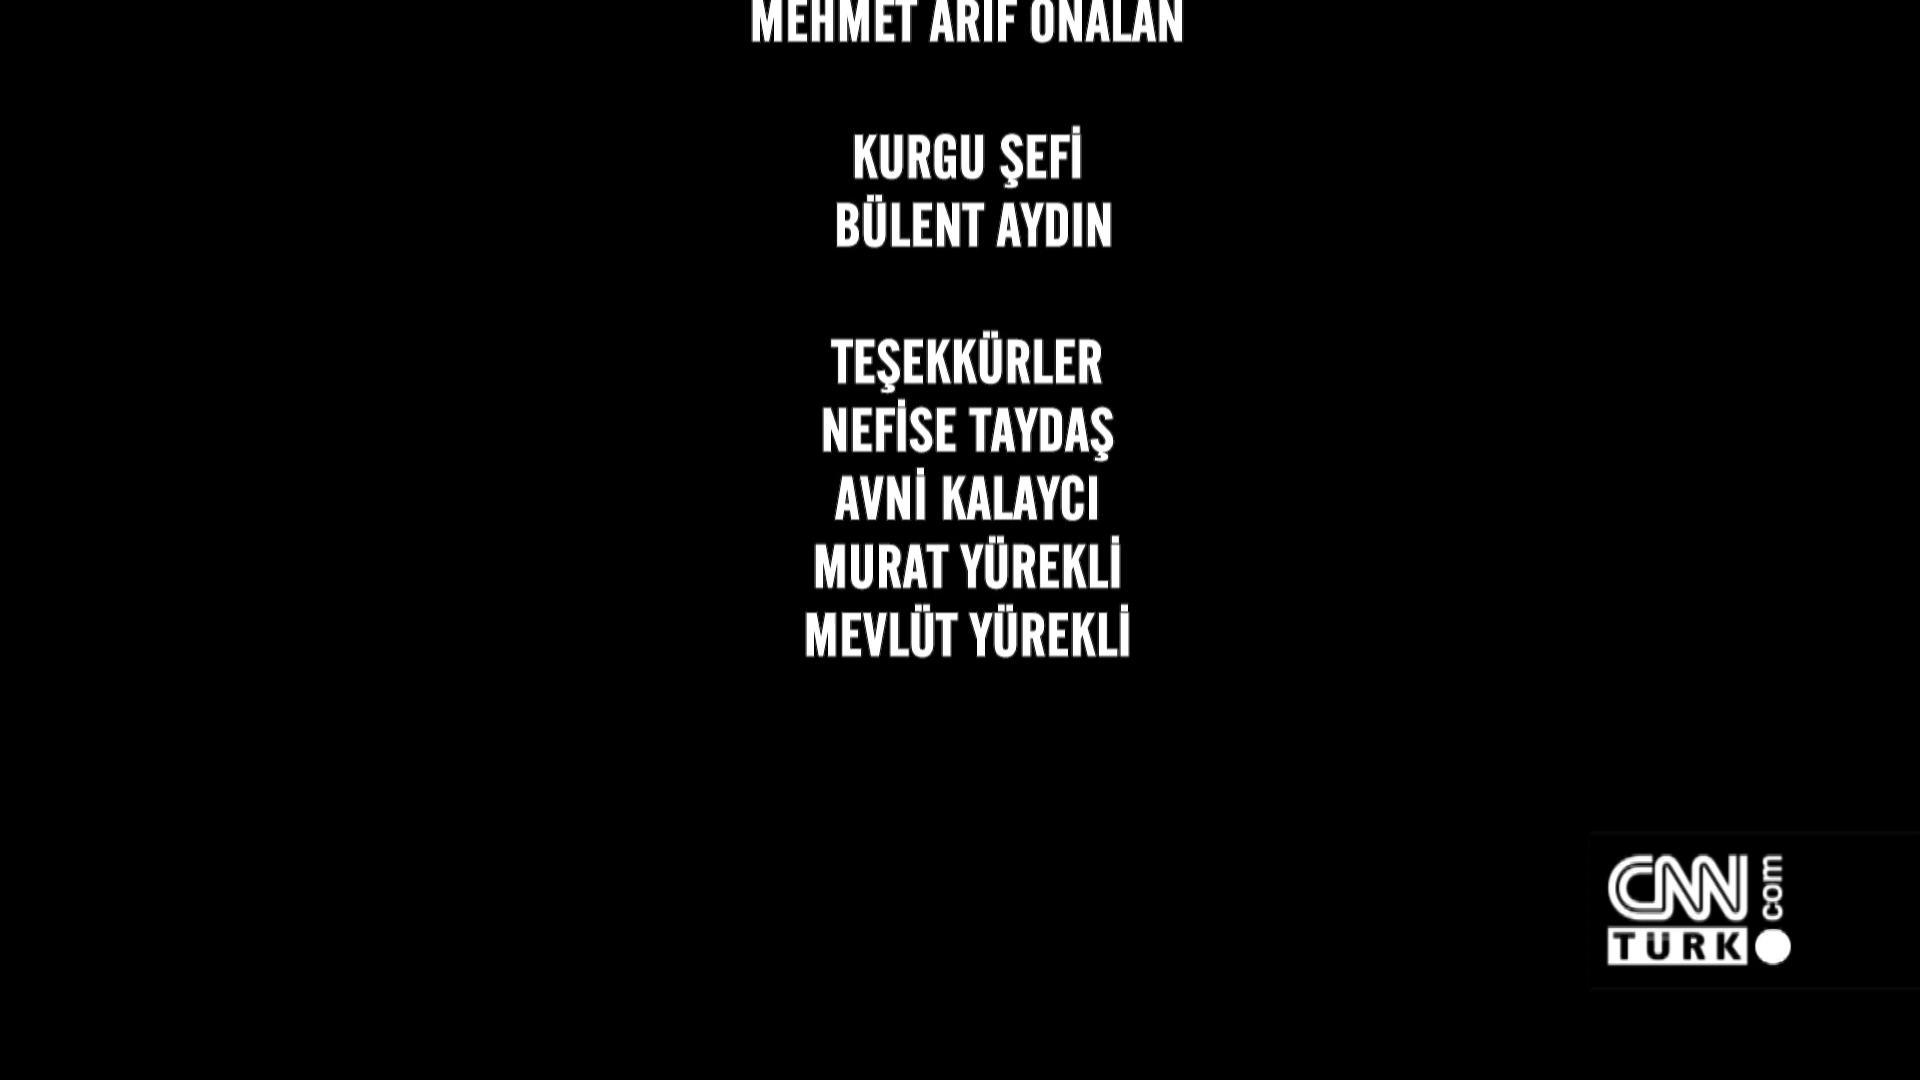 MEHMET ARİF ÖNALAN
KURGU ŞEFİ
BÜLENT AYDIN
TEŞEKKÜRLER
NEFİSE TAYDAŞ
AVNİ KALAYCI
MURAT YÜREKLİ
MEVLÜT YÜREKLİ
CNN
TÜRK
.com